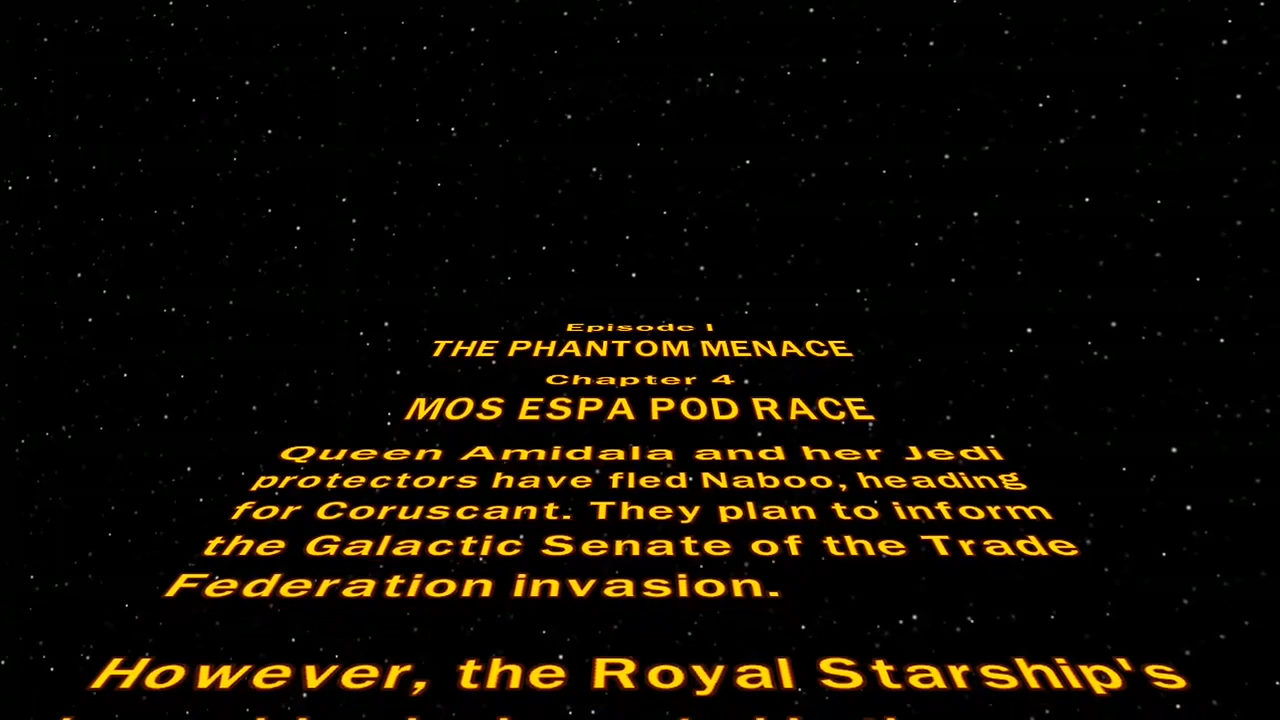 Episode I
THE PHANTOM MENACE
Chapter 4
MOS ESPA POD RACE
Queen Amidala and her Jedi
protectors have fled Naboo, heading
for Coruscant. They plan to inform
the Galactic Senate of the Trade
Federation invasion.
However, the Royal Starship's